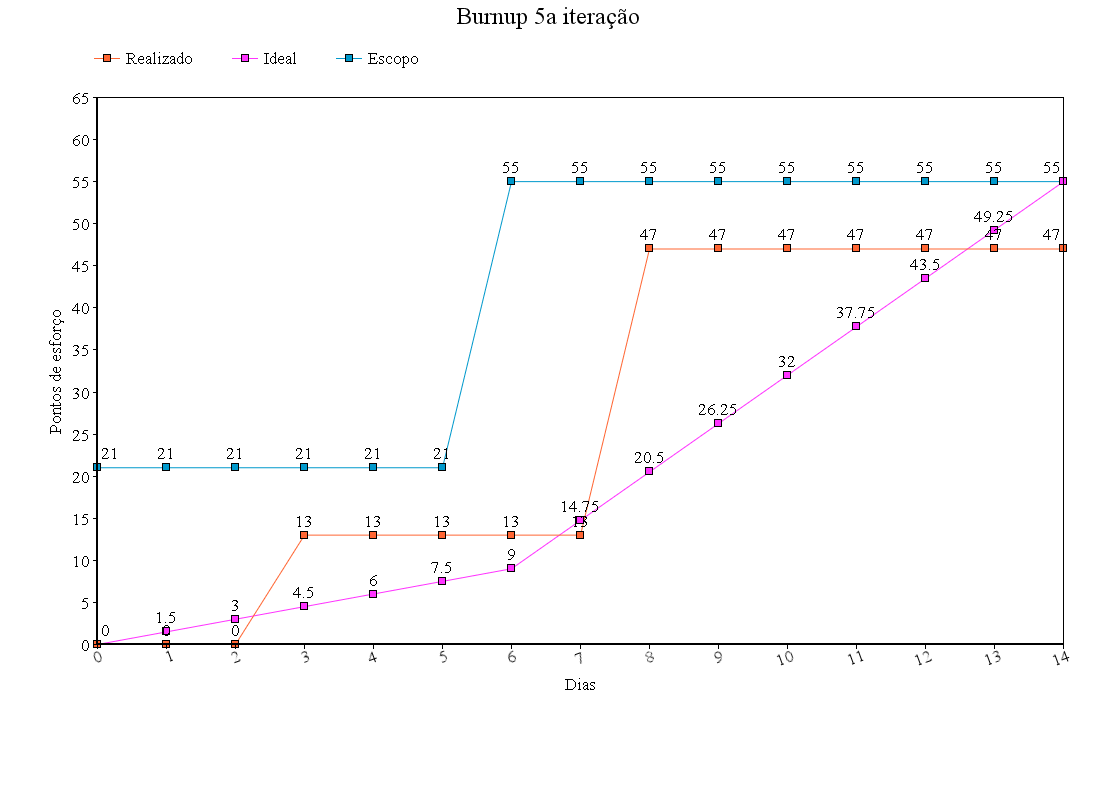 Burnup 5a iteração
Realizado Ideal Escopo
65
60
55 55 55 55 55 55 55 55 55 55
50
49.25
47 47 47 47 47 47 47
45
43.5
40
37.75
35
32
30
26.25
25
21 21 21 21 21 21
20.5
20
15
14.75
13 13 13 13 13
10
9
7.5
6
5
4.5
3
1.5
0 0 0 0
0 1 2 3 4 5 6 7 8 9 10 11 12 13 14
Pontos de esforço
Dias